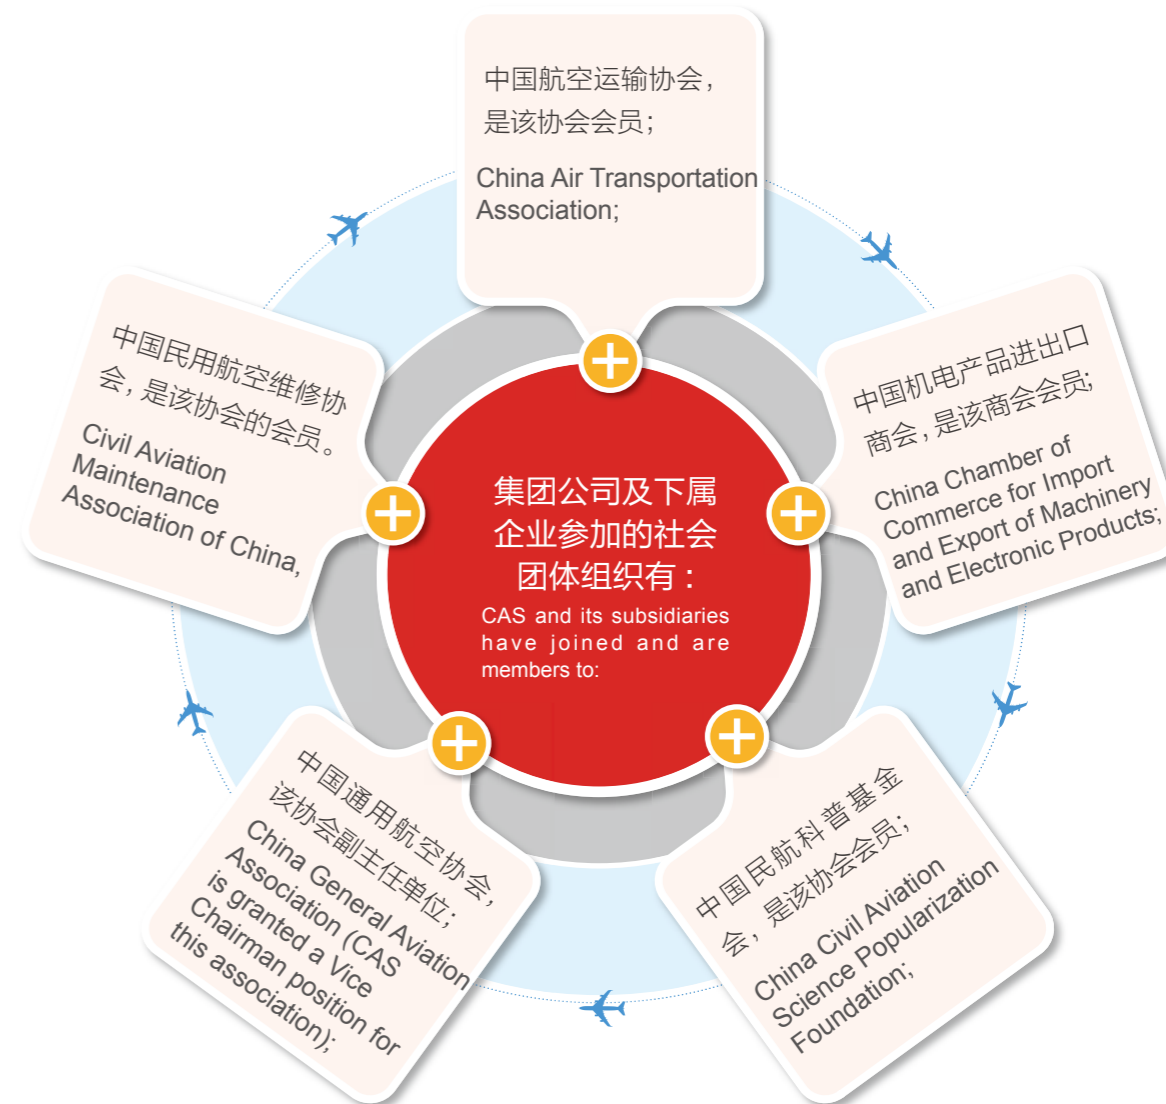 中国航空运输协会，
是该协会会员；
China Air Transportation
Association;
中国机电产品进出口
商会，是该商会会员；
China Chamber of
Commerce for Import
and Export of Machinery
and Electronic Products;
中国民航科普基金
会，是该协会会员；
China Civil Aviation
Science Popularization
Foundation;
中国通用航空协会，
该协会副主任单位；
China General Aviation
Association (CAS
is granted a Vice
Chairman position for
this association);
中国民用航空维修协
会，是该协会的会员。
Civil Aviation
Maintenance
Association of China,
集团公司及下属
企业参加的社会
团体组织有：
CAS and its subsidiaries
have joined and are
members to: